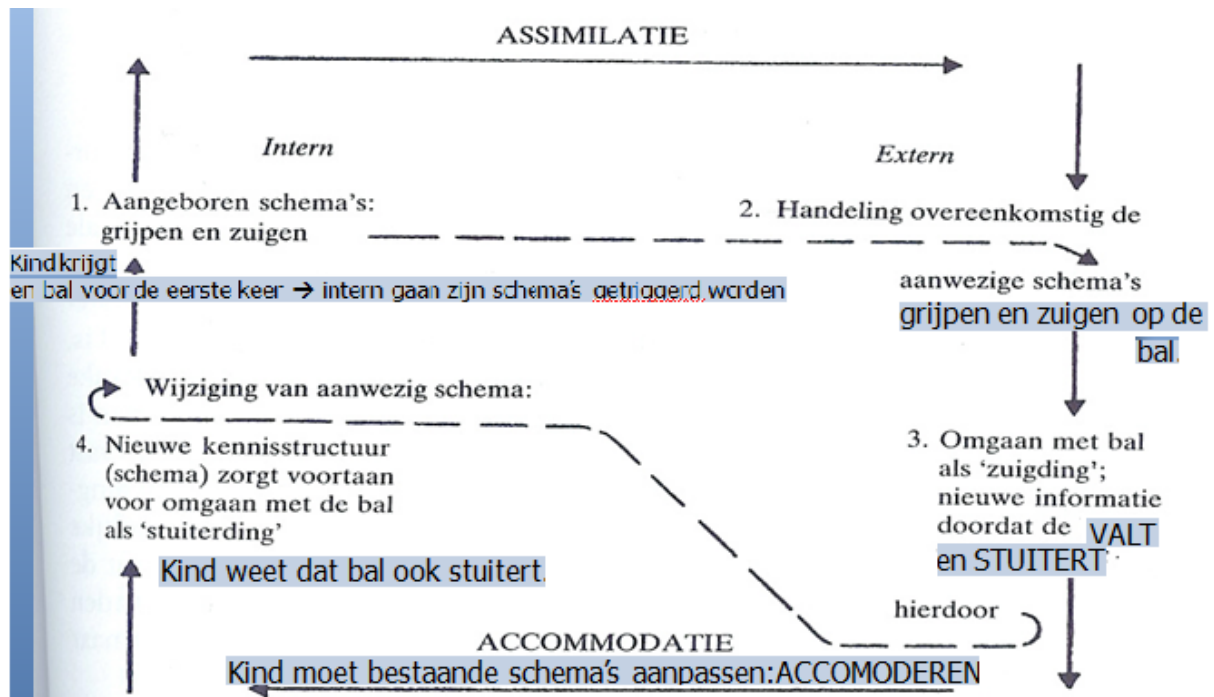 ASSIMILATIE
Intern
Extern
1. Aangeboren schema's:
grijpen en zuigen
2. Handeling overeenkomstig de
Kind krijgt
en bal voor de eerste keer → intern gaan zijn schema's getriggerd worden
aanwezige schema's
grijpen en zuigen op de
bal.
Wijziging van aanwezig schema:
4. Nieuwe kennisstructuur
(schema) zorgt voortaan
voor omgaan met de bal
als ‘stuiterding’
Kind weet dat bal ook stuitert.
3. Omgaan met bal
als ‘zuigding’;
nieuwe informatie
doordat de VALT
en STUITERT
hierdoor
ACCOMMODATIE
Kind moet bestaande schema's aanpassen:ACCOMODEREN